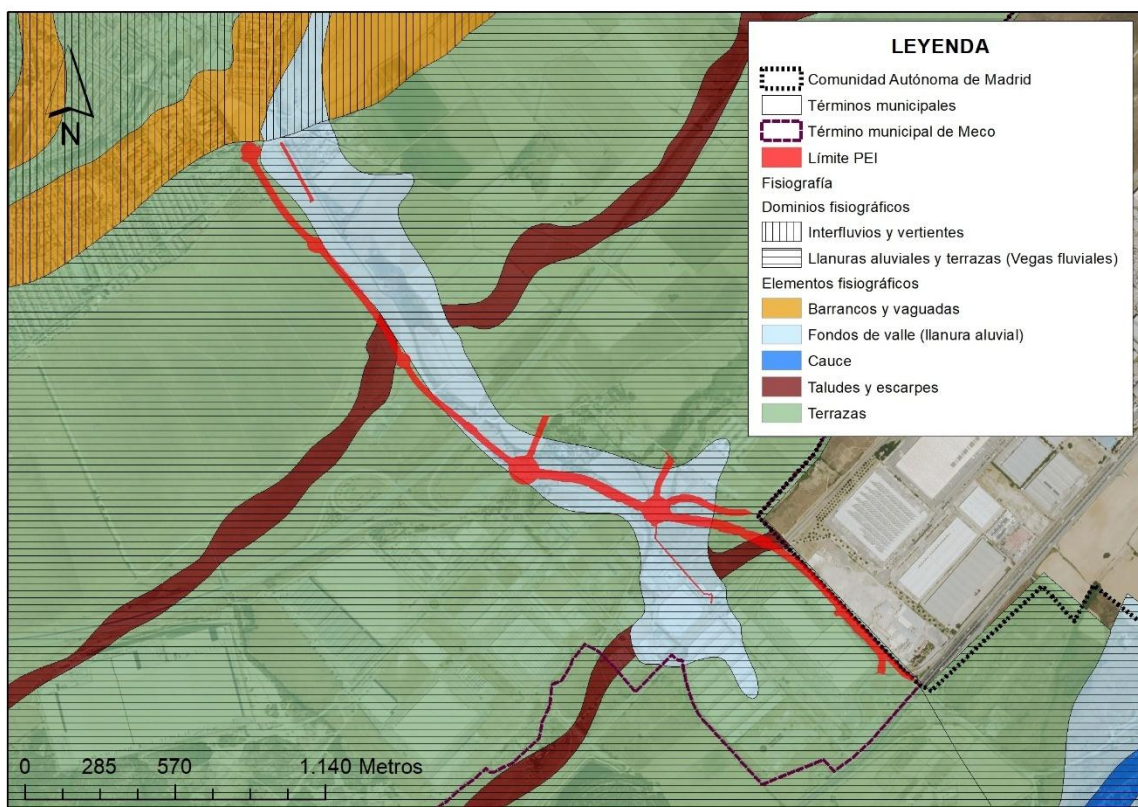 N
LEYENDA
Comunidad Autónoma de Madrid
Términos municipales
Término municipal de Meco
Límite PEI
Fisiografía
Dominios fisiográficos
Interfluvios y vertientes
Llanuras aluviales y terrazas (Vegas fluviales)
Elementos fisiográficos
Barrancos y vaguadas
Fondos de valle (llanura aluvial)
Cauce
Taludes y escarpes
Terrazas
0 285 570 1.140 Metros